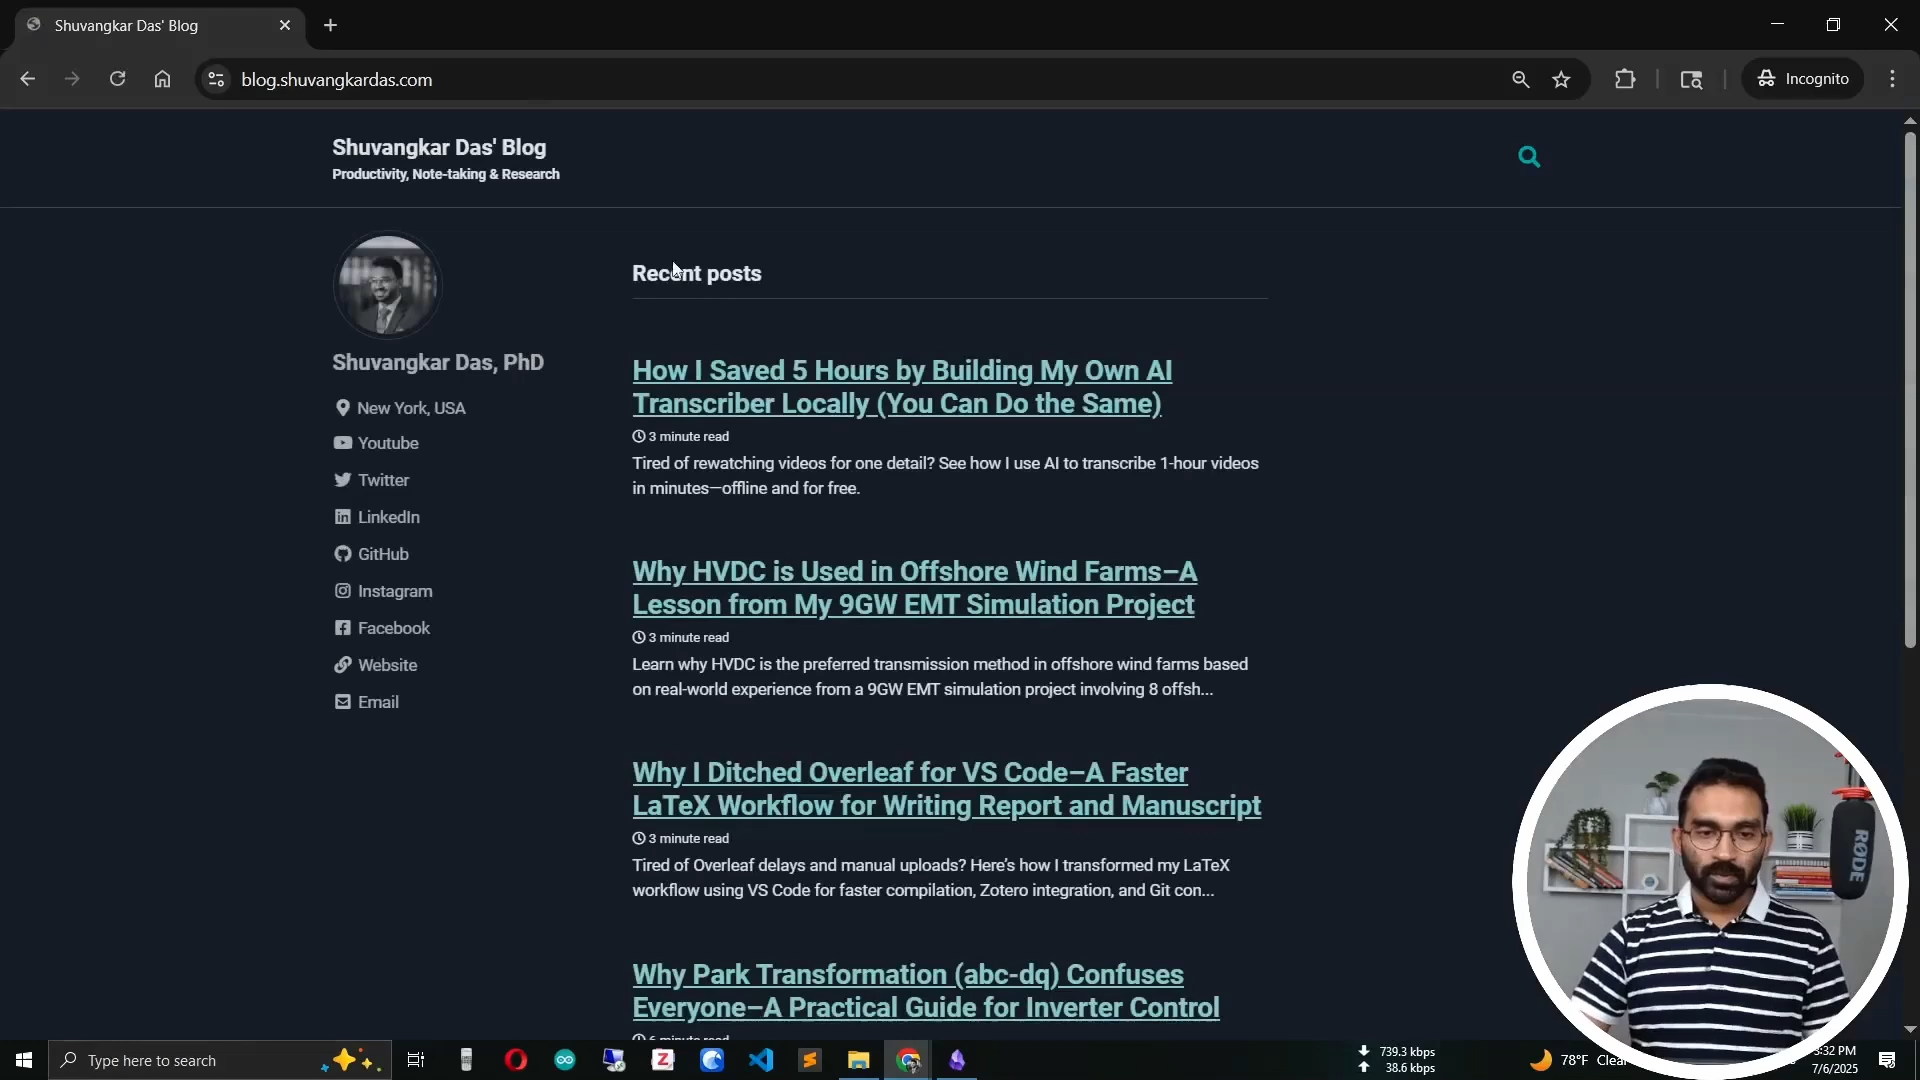 Shuvangkar Das' Blog
blog.shuvangkardas.com
Incognito
Shuvangkar Das' Blog
Productivity, Note-taking & Research
Shuvangkar Das, PhD
New York, USA
Youtube
Twitter
LinkedIn
GitHub
Instagram
Facebook
Website
Email
Recent posts
How I Saved 5 Hours by Building My Own AI
Transcriber Locally (You Can Do the Same)
3 minute read
Tired of rewatching videos for one detail? See how I use AI to transcribe 1-hour videos
in minutes—offline and for free.
Why HVDC is Used in Offshore Wind Farms–A
Lesson from My 9GW EMT Simulation Project
3 minute read
Learn why HVDC is the preferred transmission method in offshore wind farms based
on real-world experience from a 9GW EMT simulation project involving 8 offsh...
Why I Ditched Overleaf for VS Code–A Faster
LaTeX Workflow for Writing Report and Manuscript
3 minute read
Tired of Overleaf delays and manual uploads? Here's how I transformed my LaTeX
workflow using VS Code for faster compilation, Zotero integration, and Git con...
Why Park Transformation (abc-dq) Confuses
Everyone–A Practical Guide for Inverter Control
RØDE
Type here to search
Z
739.3 kbps
38.6 kbps
78°F
3:32 PM
7/6/2025